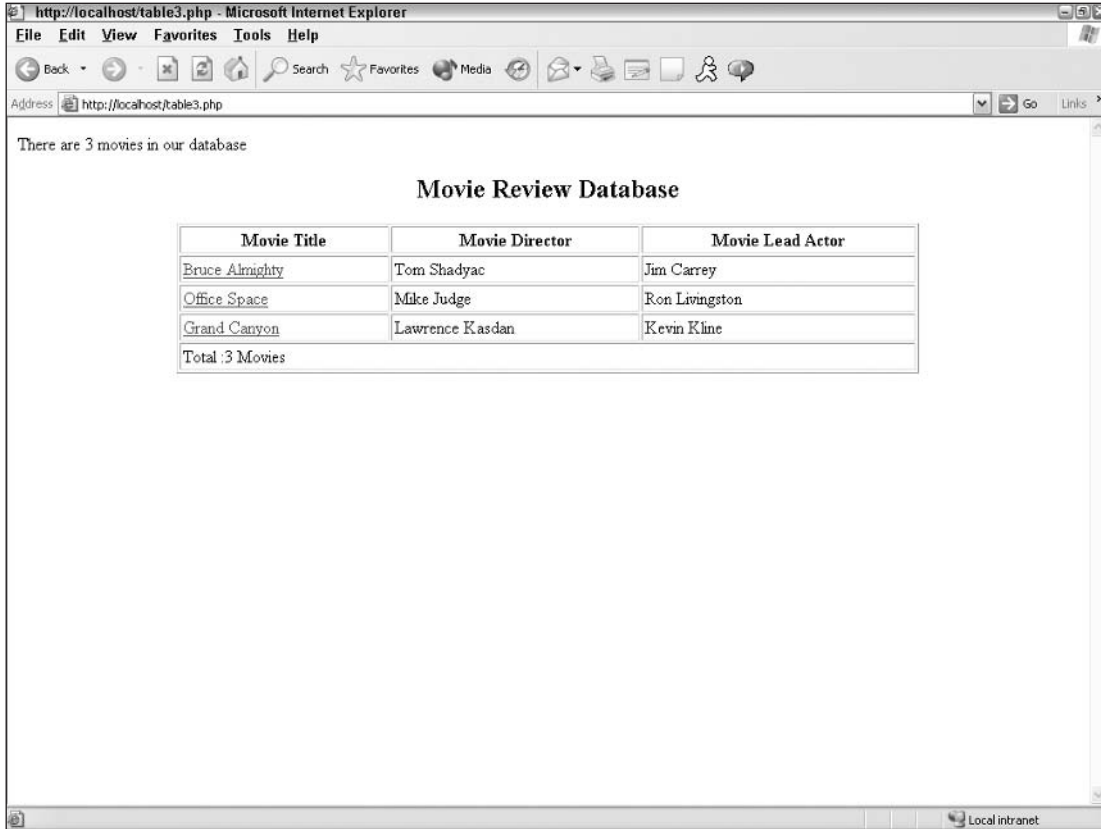 http://localhost/table3.php - Microsoft Internet Explorer
File Edit View Favorites Tools Help
Back Search Favorites Media
Address http://localhost/table3.php Go Links
There are 3 movies in our database
Movie Review Database
Movie Title Movie Director Movie Lead Actor
Bruce Almighty Tom Shadyac Jim Carrey
Office Space Mike Judge Ron Livingston
Grand Canyon Lawrence Kasdan Kevin Kline
Total :3 Movies
Local intranet